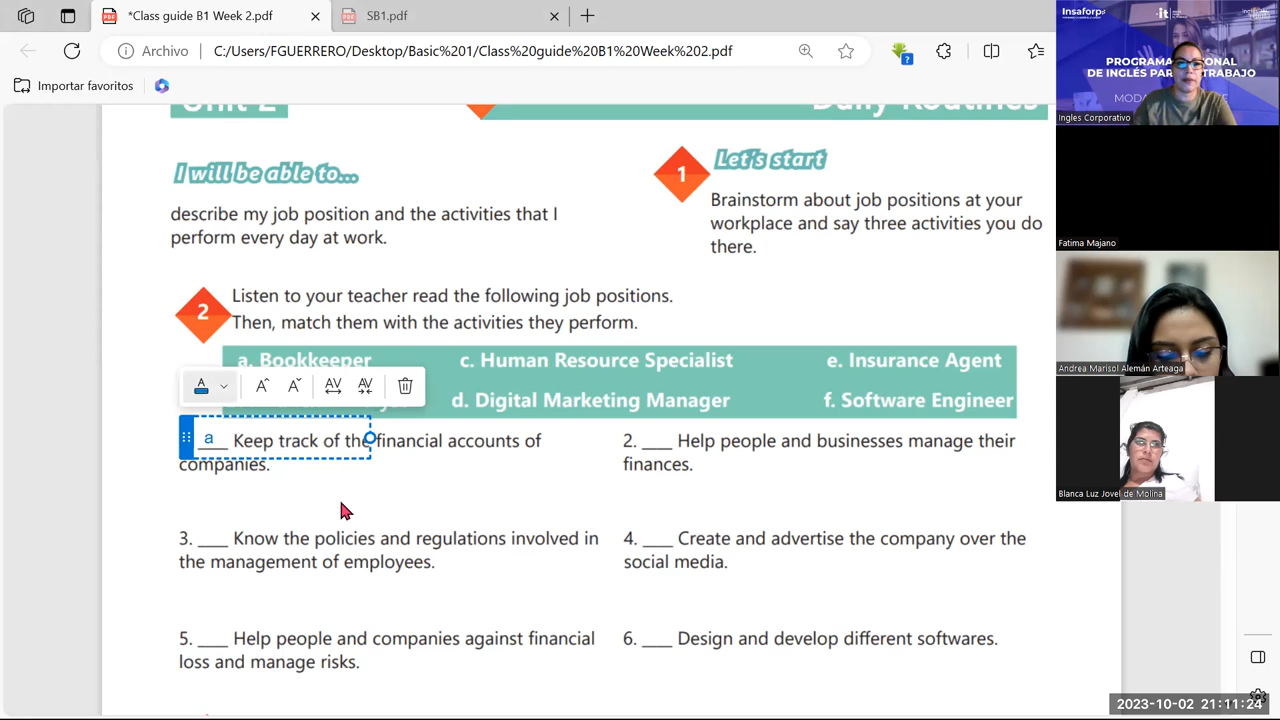 *Class guide B1 Week 2.pdf
SB1.pdf
Archivo
C:/Users/FGUERRERO/Desktop/Basic%201/Class%20guide%20B1%20Week%202.pdf
Importar favoritos
Unit 2
Daily Routines
I will be able to...
describe my job position and the activities that I
perform every day at work.
1
Let's start
Brainstorm about job positions at your
workplace and say three activities you do
there.
2
Listen to your teacher read the following job positions.
Then, match them with the activities they perform.
a. Bookkeeper
c. Human Resource Specialist
e. Insurance Agent
d. Digital Marketing Manager
f. Software Engineer
a ___ Keep track of the financial accounts of
companies.
2. ___ Help people and businesses manage their
finances.
3. ___ Know the policies and regulations involved in
the management of employees.
4. ___ Create and advertise the company over the
social media.
5. ___ Help people and companies against financial
loss and manage risks.
6. ___ Design and develop different softwares.
Insaforp
Ingles Corporativo
Fatima Majano
Andrea Marisol Alemán Arteaga
Blanca Luz Jovel de Molina
2023-10-02 21:11:24